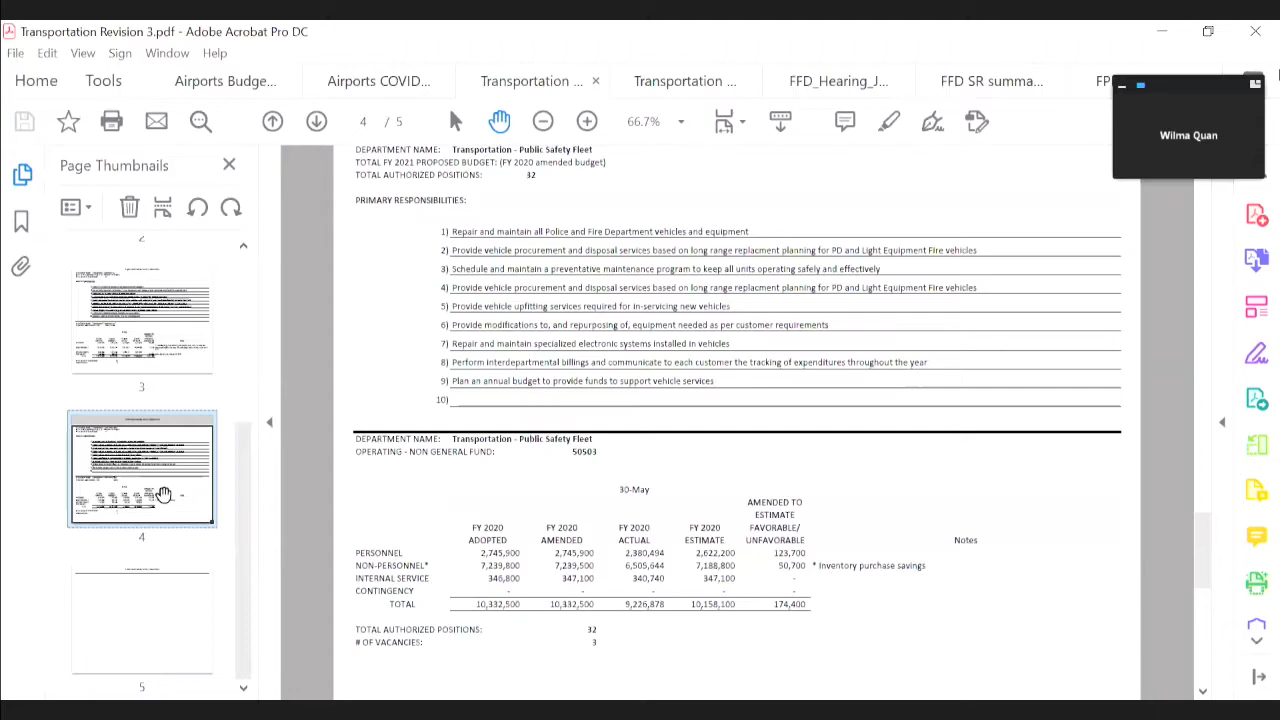 Transportation Revision 3.pdf - Adobe Acrobat Pro DC
File Edit View Sign Window Help
Home Tools Airports Budge... Airports COVID... Transportation ... × Transportation ... FFD_Hearing_J... FFD SR summa... FP
4 / 5 66.7%
Wilma Quan
Page Thumbnails
2
3
4
5
DEPARTMENT NAME: Transportation - Public Safety Fleet
TOTAL FY 2021 PROPOSED BUDGET: (FY 2020 amended budget)
TOTAL AUTHORIZED POSITIONS: 32
PRIMARY RESPONSIBILITIES:
1) Repair and maintain all Police and Fire Department vehicles and equipment
2) Provide vehicle procurement and disposal services based on long range replacment planning for PD and Light Equipment Fire vehicles
3) Schedule and maintain a preventative maintenance program to keep all units operating safely and effectively
4) Provide vehicle procurement and disposal services based on long range replacment planning for PD and Light Equipment Fire vehicles
5) Provide vehicle upfitting services required for in-servicing new vehicles
6) Provide modifications to, and repurposing of, equipment needed as per customer requirements
7) Repair and maintain specialized electronic systems installed in vehicles
8) Perform interdepartmental billings and communicate to each customer the tracking of expenditures throughout the year
9) Plan an annual budget to provide funds to support vehicle services
10)
DEPARTMENT NAME: Transportation - Public Safety Fleet
OPERATING - NON GENERAL FUND: 50503
30-May
AMENDED TO
ESTIMATE
FY 2020 FY 2020 FY 2020 FY 2020 FAVORABLE/
ADOPTED AMENDED ACTUAL ESTIMATE UNFAVORABLE Notes
PERSONNEL 2,745,900 2,745,900 2,380,494 2,622,200 123,700
NON-PERSONNEL* 7,239,800 7,239,500 6,505,644 7,188,800 50,700 * Inventory purchase savings
INTERNAL SERVICE 346,800 347,100 340,740 347,100 -
CONTINGENCY - - - - -
TOTAL 10,332,500 10,332,500 9,226,878 10,158,100 174,400
TOTAL AUTHORIZED POSITIONS: 32
# OF VACANCIES: 3